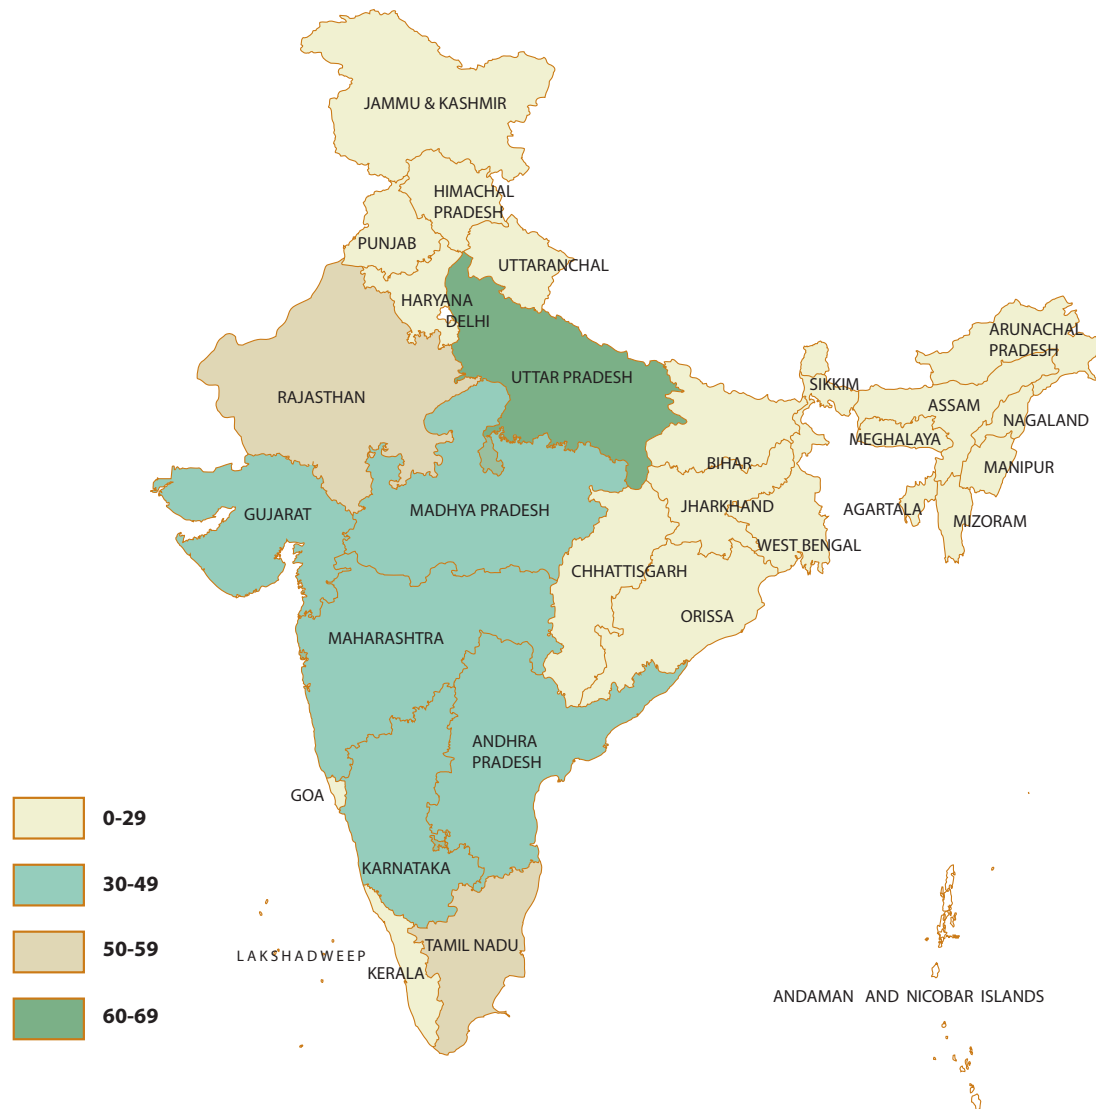 JAMMU & KASHMIR
HIMACHAL
PRADESH
PUNJAB
UTTARANCHAL
HARYANA
DELHI
ARUNACHAL
PRADESH
UTTAR PRADESH
SIKKIM
RAJASTHAN
ASSAM
NAGALAND
MEGHALAYA
BIHAR
MANIPUR
GUJARAT
MADHYA PRADESH
JHARKHAND
AGARTALA
MIZORAM
WEST BENGAL
CHHATTISGARH
ORISSA
MAHARASHTRA
ANDHRA
PRADESH
GOA
0-29
KARNATAKA
30-49
TAMIL NADU
50-59
LAKSHADWEEP
KERALA
ANDAMAN AND NICOBAR ISLANDS
60-69